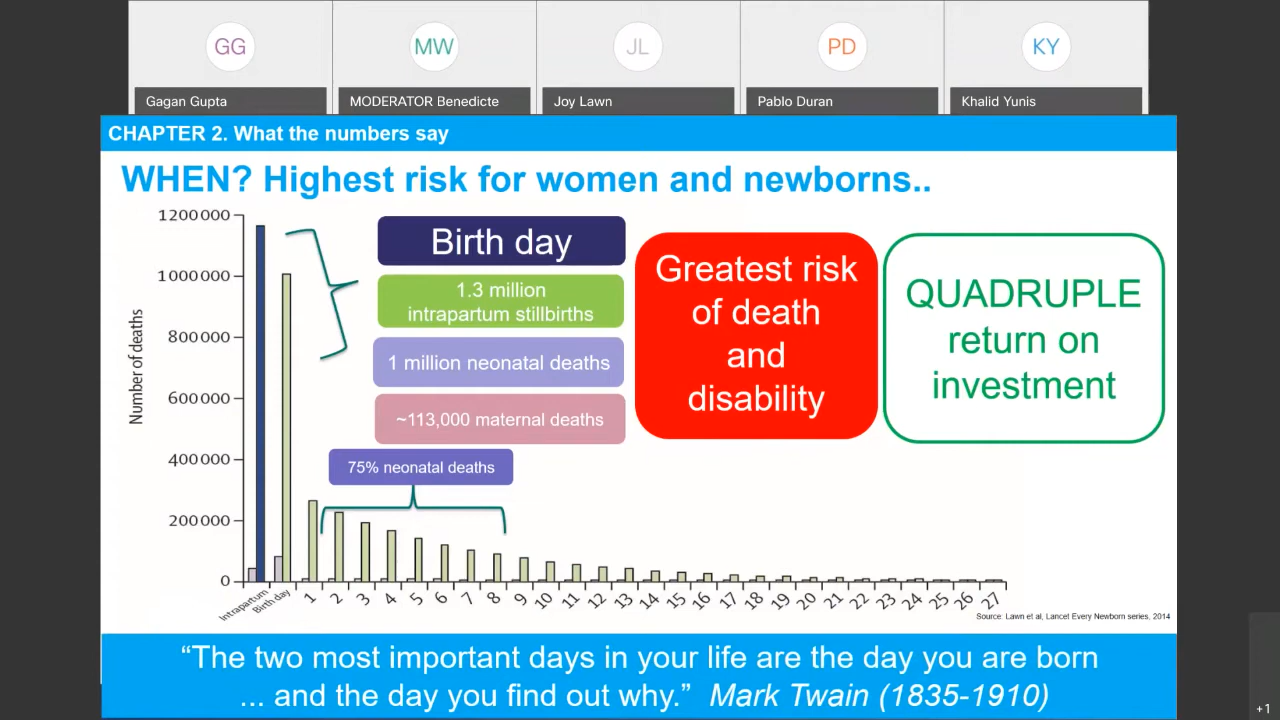 GG
MW
JL
PD
KY
Gagan Gupta
MODERATOR Benedicte
Joy Lawn
Pablo Duran
Khalid Yunis
CHAPTER 2. What the numbers say
WHEN? Highest risk for women and newborns..
1200000
1000000
800000
600000
400000
200000
0
Number of deaths
Birth day
1.3 million
intrapartum stillbirths
1 million neonatal deaths
~113,000 maternal deaths
75% neonatal deaths
Greatest risk
of death
and
disability
QUADRUPLE
return on
investment
Intrapartum
Birth day
1 2 3 4 5 6 7 8 9 10 11 12 13 14 15 16 17 18 19 20 21 22 23 24 25 26 27
Source: Lawn et al, Lancet Every Newborn series, 2014
“The two most important days in your life are the day you are born
... and the day you find out why.” Mark Twain (1835-1910)
+1